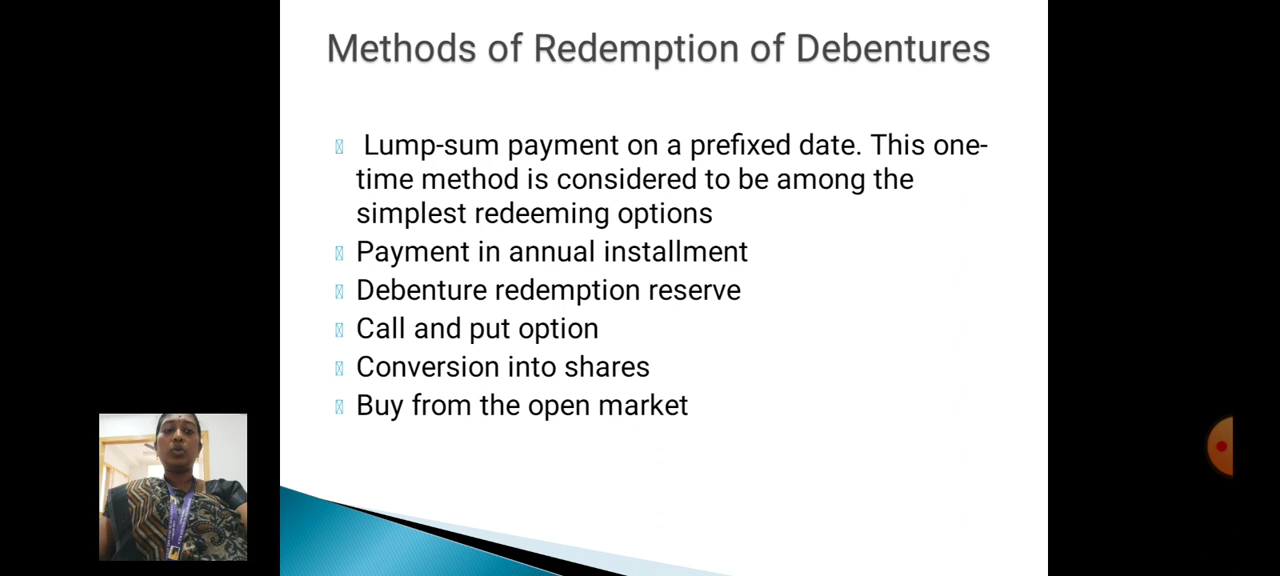 Methods of Redemption of Debentures
Lump-sum payment on a prefixed date. This one-
time method is considered to be among the
simplest redeeming options
Payment in annual installment
Debenture redemption reserve
Call and put option
Conversion into shares
Buy from the open market